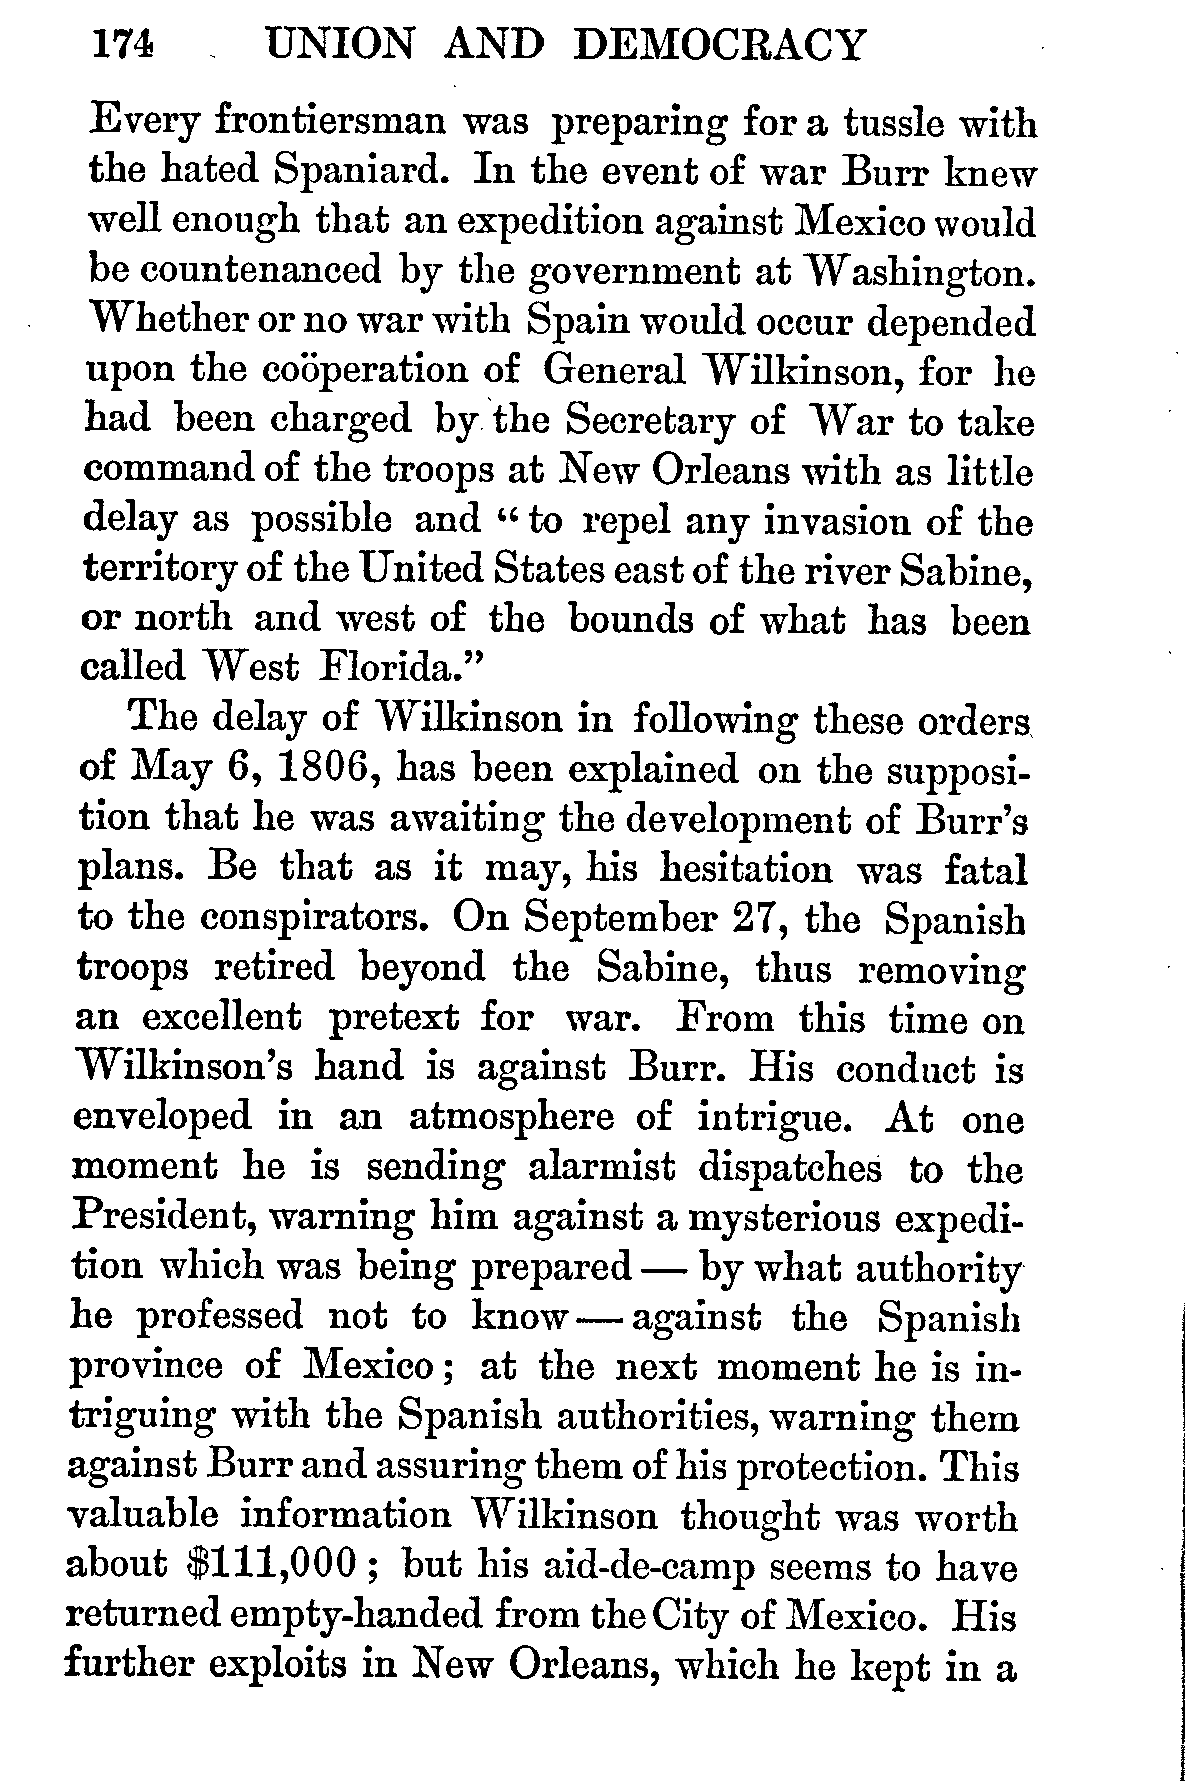 174 UNION AND DEMOCRACY
Every frontiersman was preparing for a tussle with
the hated Spaniard. In the event of war Burr knew
well enough that an expedition against Mexico would
be countenanced by the government at Washington.
Whether or no war with Spain would occur depended
upon the coöperation of General Wilkinson, for he
had been charged by the Secretary of War to take
command of the troops at New Orleans with as little
delay as possible and “ to repel any invasion of the
territory of the United States east of the river Sabine,
or north and west of the bounds of what has been
called West Florida.”
The delay of Wilkinson in following these orders
of May 6, 1806, has been explained on the supposi-
tion that he was awaiting the development of Burr’s
plans. Be that as it may, his hesitation was fatal
to the conspirators. On September 27, the Spanish
troops retired beyond the Sabine, thus removing
an excellent pretext for war. From this time on
Wilkinson’s hand is against Burr. His conduct is
enveloped in an atmosphere of intrigue. At one
moment he is sending alarmist dispatches to the
President, warning him against a mysterious expedi-
tion which was being prepared — by what authority
he professed not to know — against the Spanish
province of Mexico ; at the next moment he is in-
triguing with the Spanish authorities, warning them
against Burr and assuring them of his protection. This
valuable information Wilkinson thought was worth
about $111,000 ; but his aid-de-camp seems to have
returned empty-handed from the City of Mexico. His
further exploits in New Orleans, which he kept in a